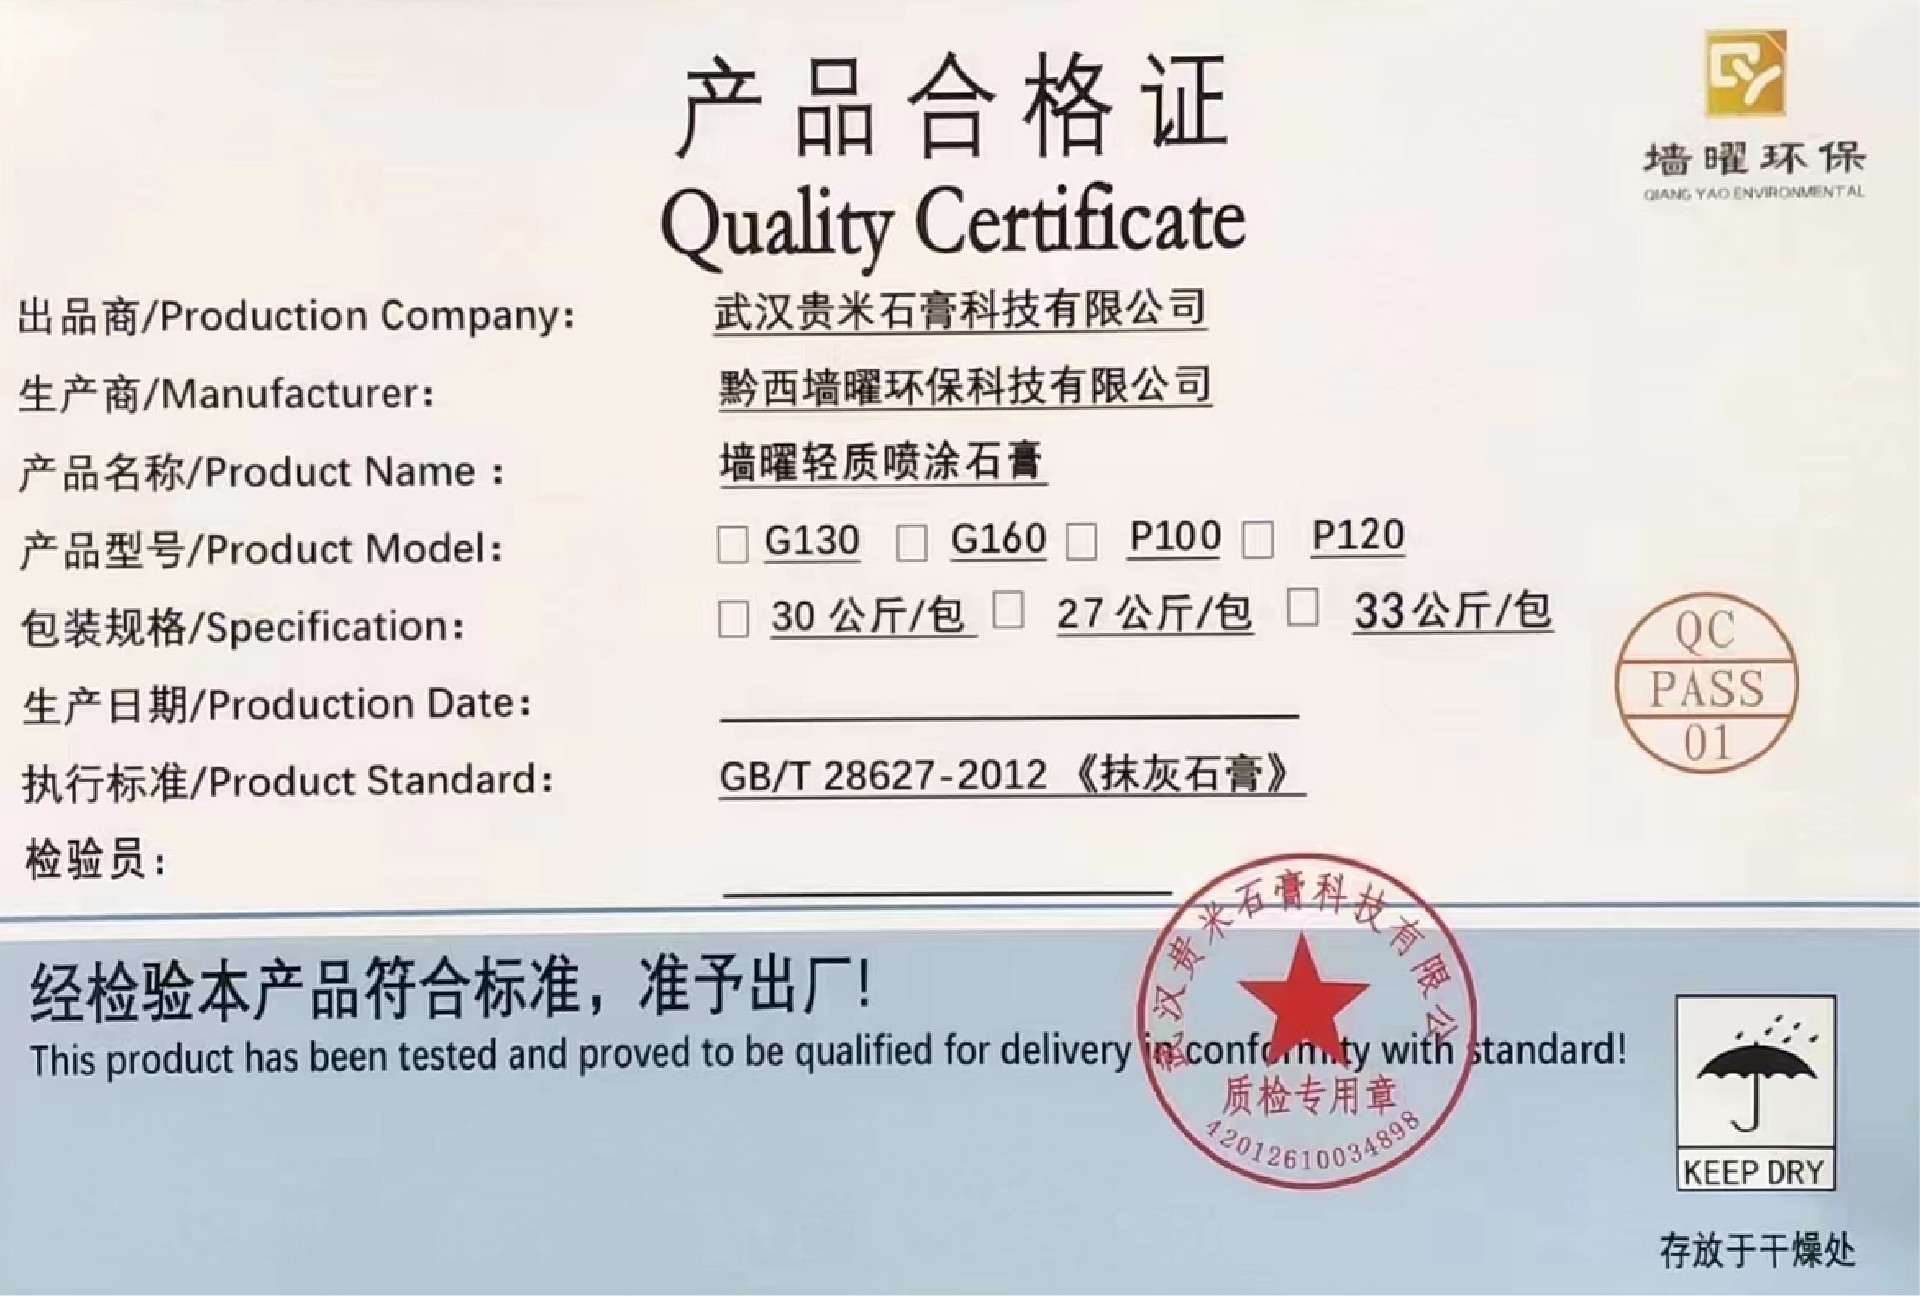 产品合格证
Quality Certificate
墙曜环保
QIANG YAO ENVIRONMENTAL
出品商/Production Company: 武汉贵米石膏科技有限公司
生产商/Manufacturer: 黔西墙曜环保科技有限公司
产品名称/Product Name : 墙曜轻质喷涂石膏
产品型号/Product Model: □ G130 □ G160 □ P100 □ P120
包装规格/Specification: □ 30 公斤/包 □ 27公斤/包 □ 33公斤/包
生产日期/Production Date:
执行标准/Product Standard: GB/T 28627-2012 《抹灰石膏》
检验员:
QC
PASS
01
经检验本产品符合标准，准予出厂!
This product has been tested and proved to be qualified for delivery in conformity with standard!
武汉贵米石膏科技有限公
质检专用章
42012610034898
KEEP DRY
存放于干燥处